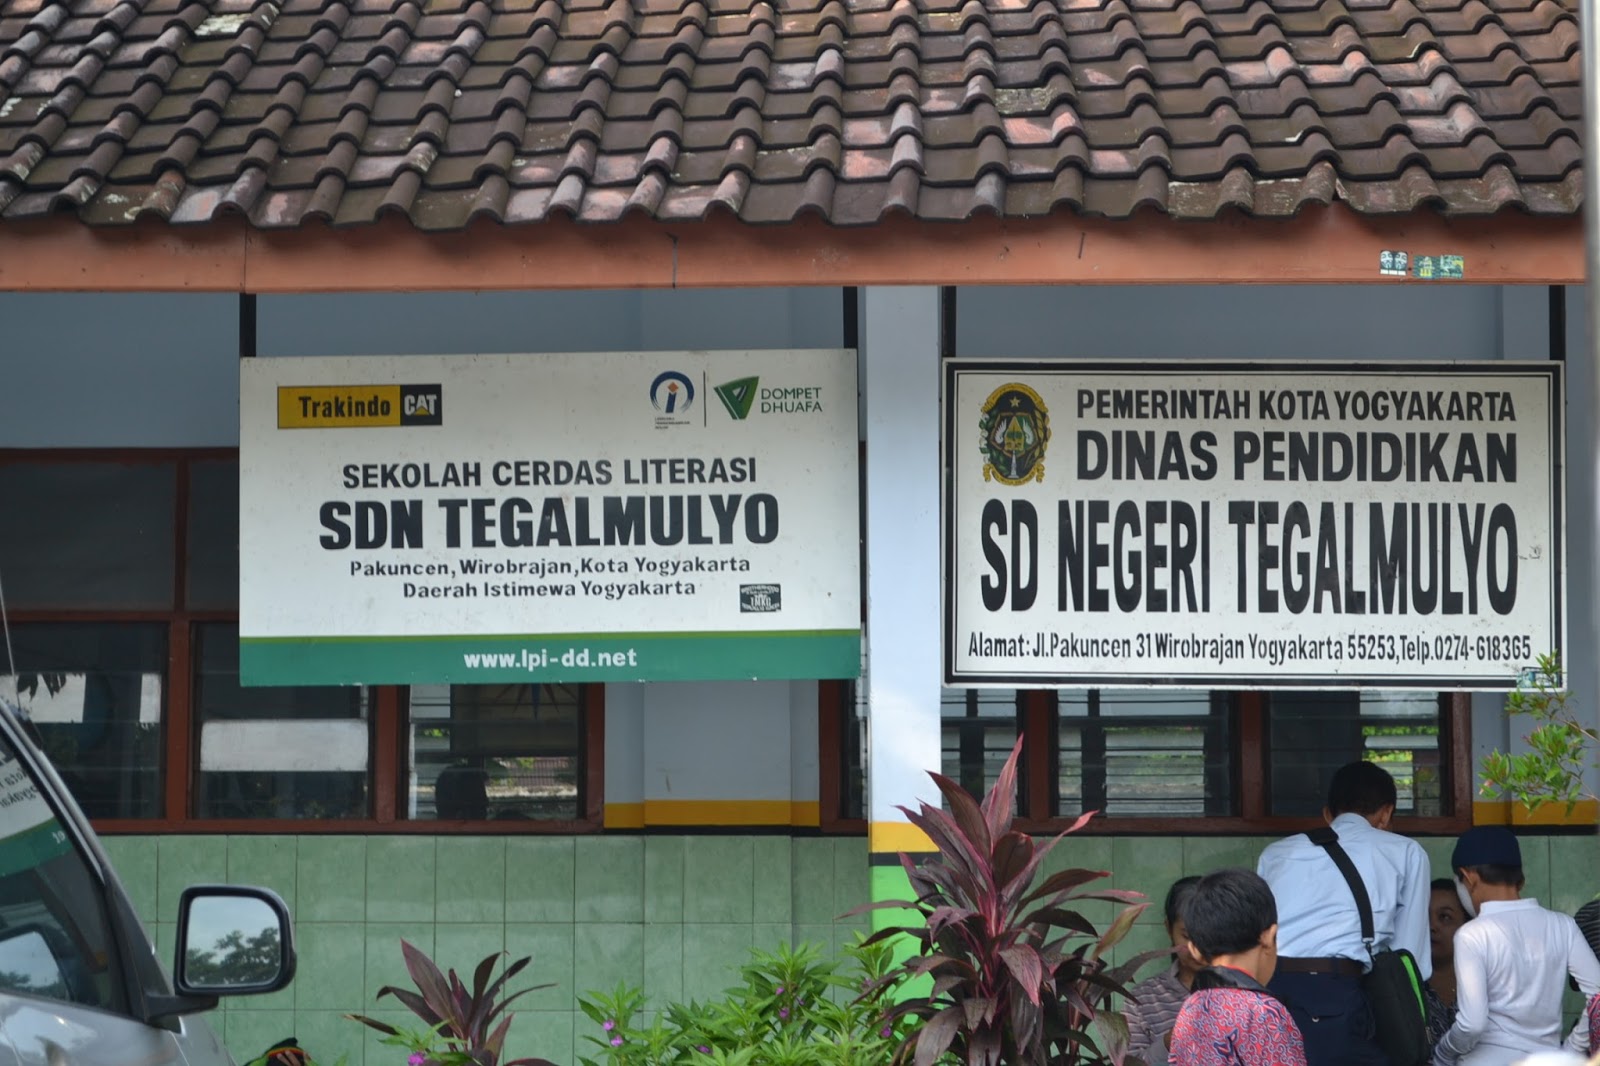 Trakindo CAT
DOMPET
DHUAFA
SEKOLAH CERDAS LITERASI
SDN TEGALMULYO
Pakuncen, Wirobrajan, Kota Yogyakarta
Daerah Istimewa Yogyakarta
www.lpi-dd.net
PEMERINTAH KOTA YOGYAKARTA
DINAS PENDIDIKAN
SD NEGERI TEGALMULYO
Alamat: Jl.Pakuncen 31 Wirobrajan Yogyakarta 55253,Telp.0274-618365